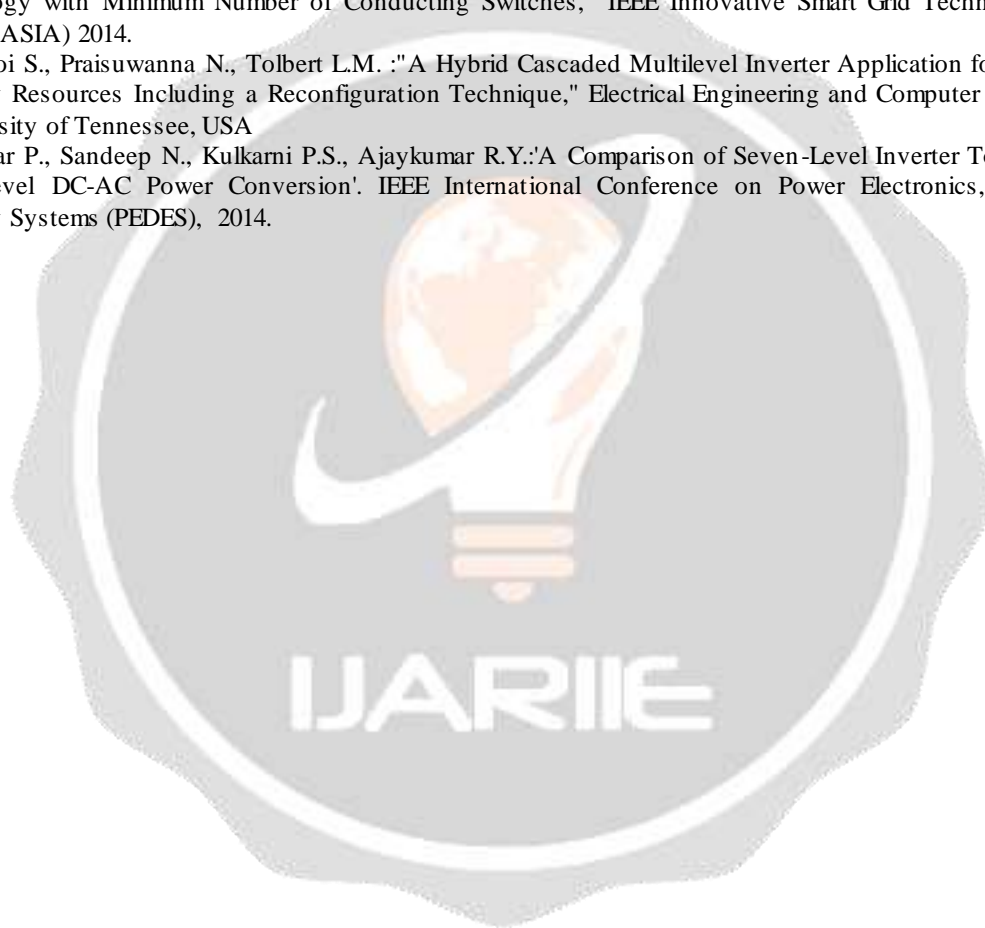 ogy with Minimum Number of Conducting Switches," IEEE Innovative Smart Grid Techn
ASIA) 2014.
oi S., Praisuwanna N., Tolbert L.M. :"A Hybrid Cascaded Multilevel Inverter Application fo
Resources Including a Reconfiguration Technique," Electrical Engineering and Computer
sity of Tennessee, USA
ar P., Sandeep N., Kulkarni P.S., Ajaykumar R.Y.:'A Comparison of Seven-Level Inverter To
evel DC-AC Power Conversion'. IEEE International Conference on Power Electronics,
Systems (PEDES), 2014.
IJARIIE